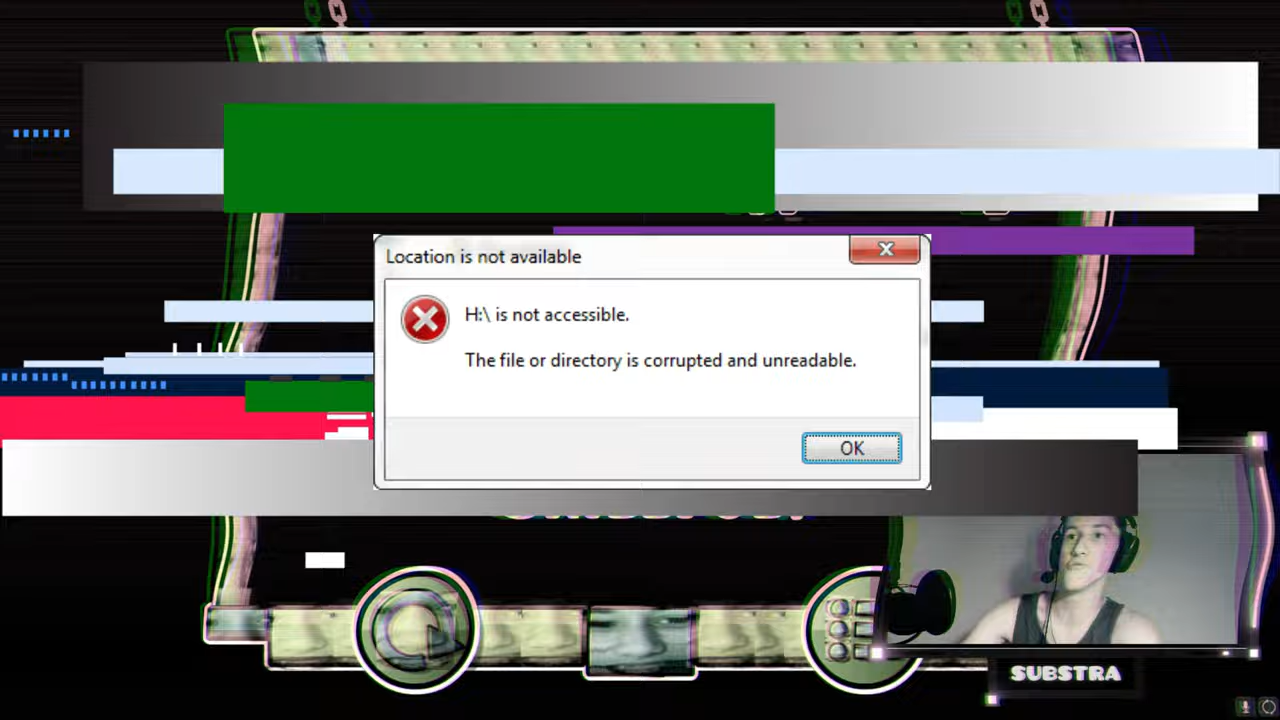 Location is not available
H:\ is not accessible.
The file or directory is corrupted and unreadable.
OK
SUBSTRA